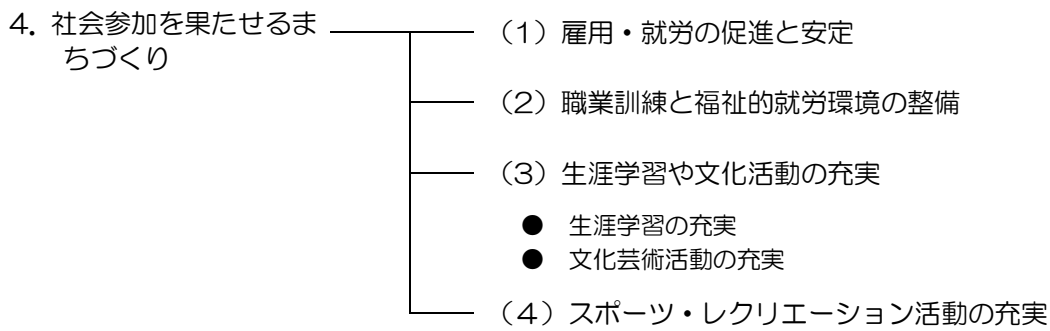 4．社会参加を果たせるま
ちづくり
（1）雇用・就労の促進と安定
（2）職業訓練と福祉的就労環境の整備
（3）生涯学習や文化活動の充実
● 生涯学習の充実
● 文化芸術活動の充実
（4）スポーツ・レクリエーション活動の充実